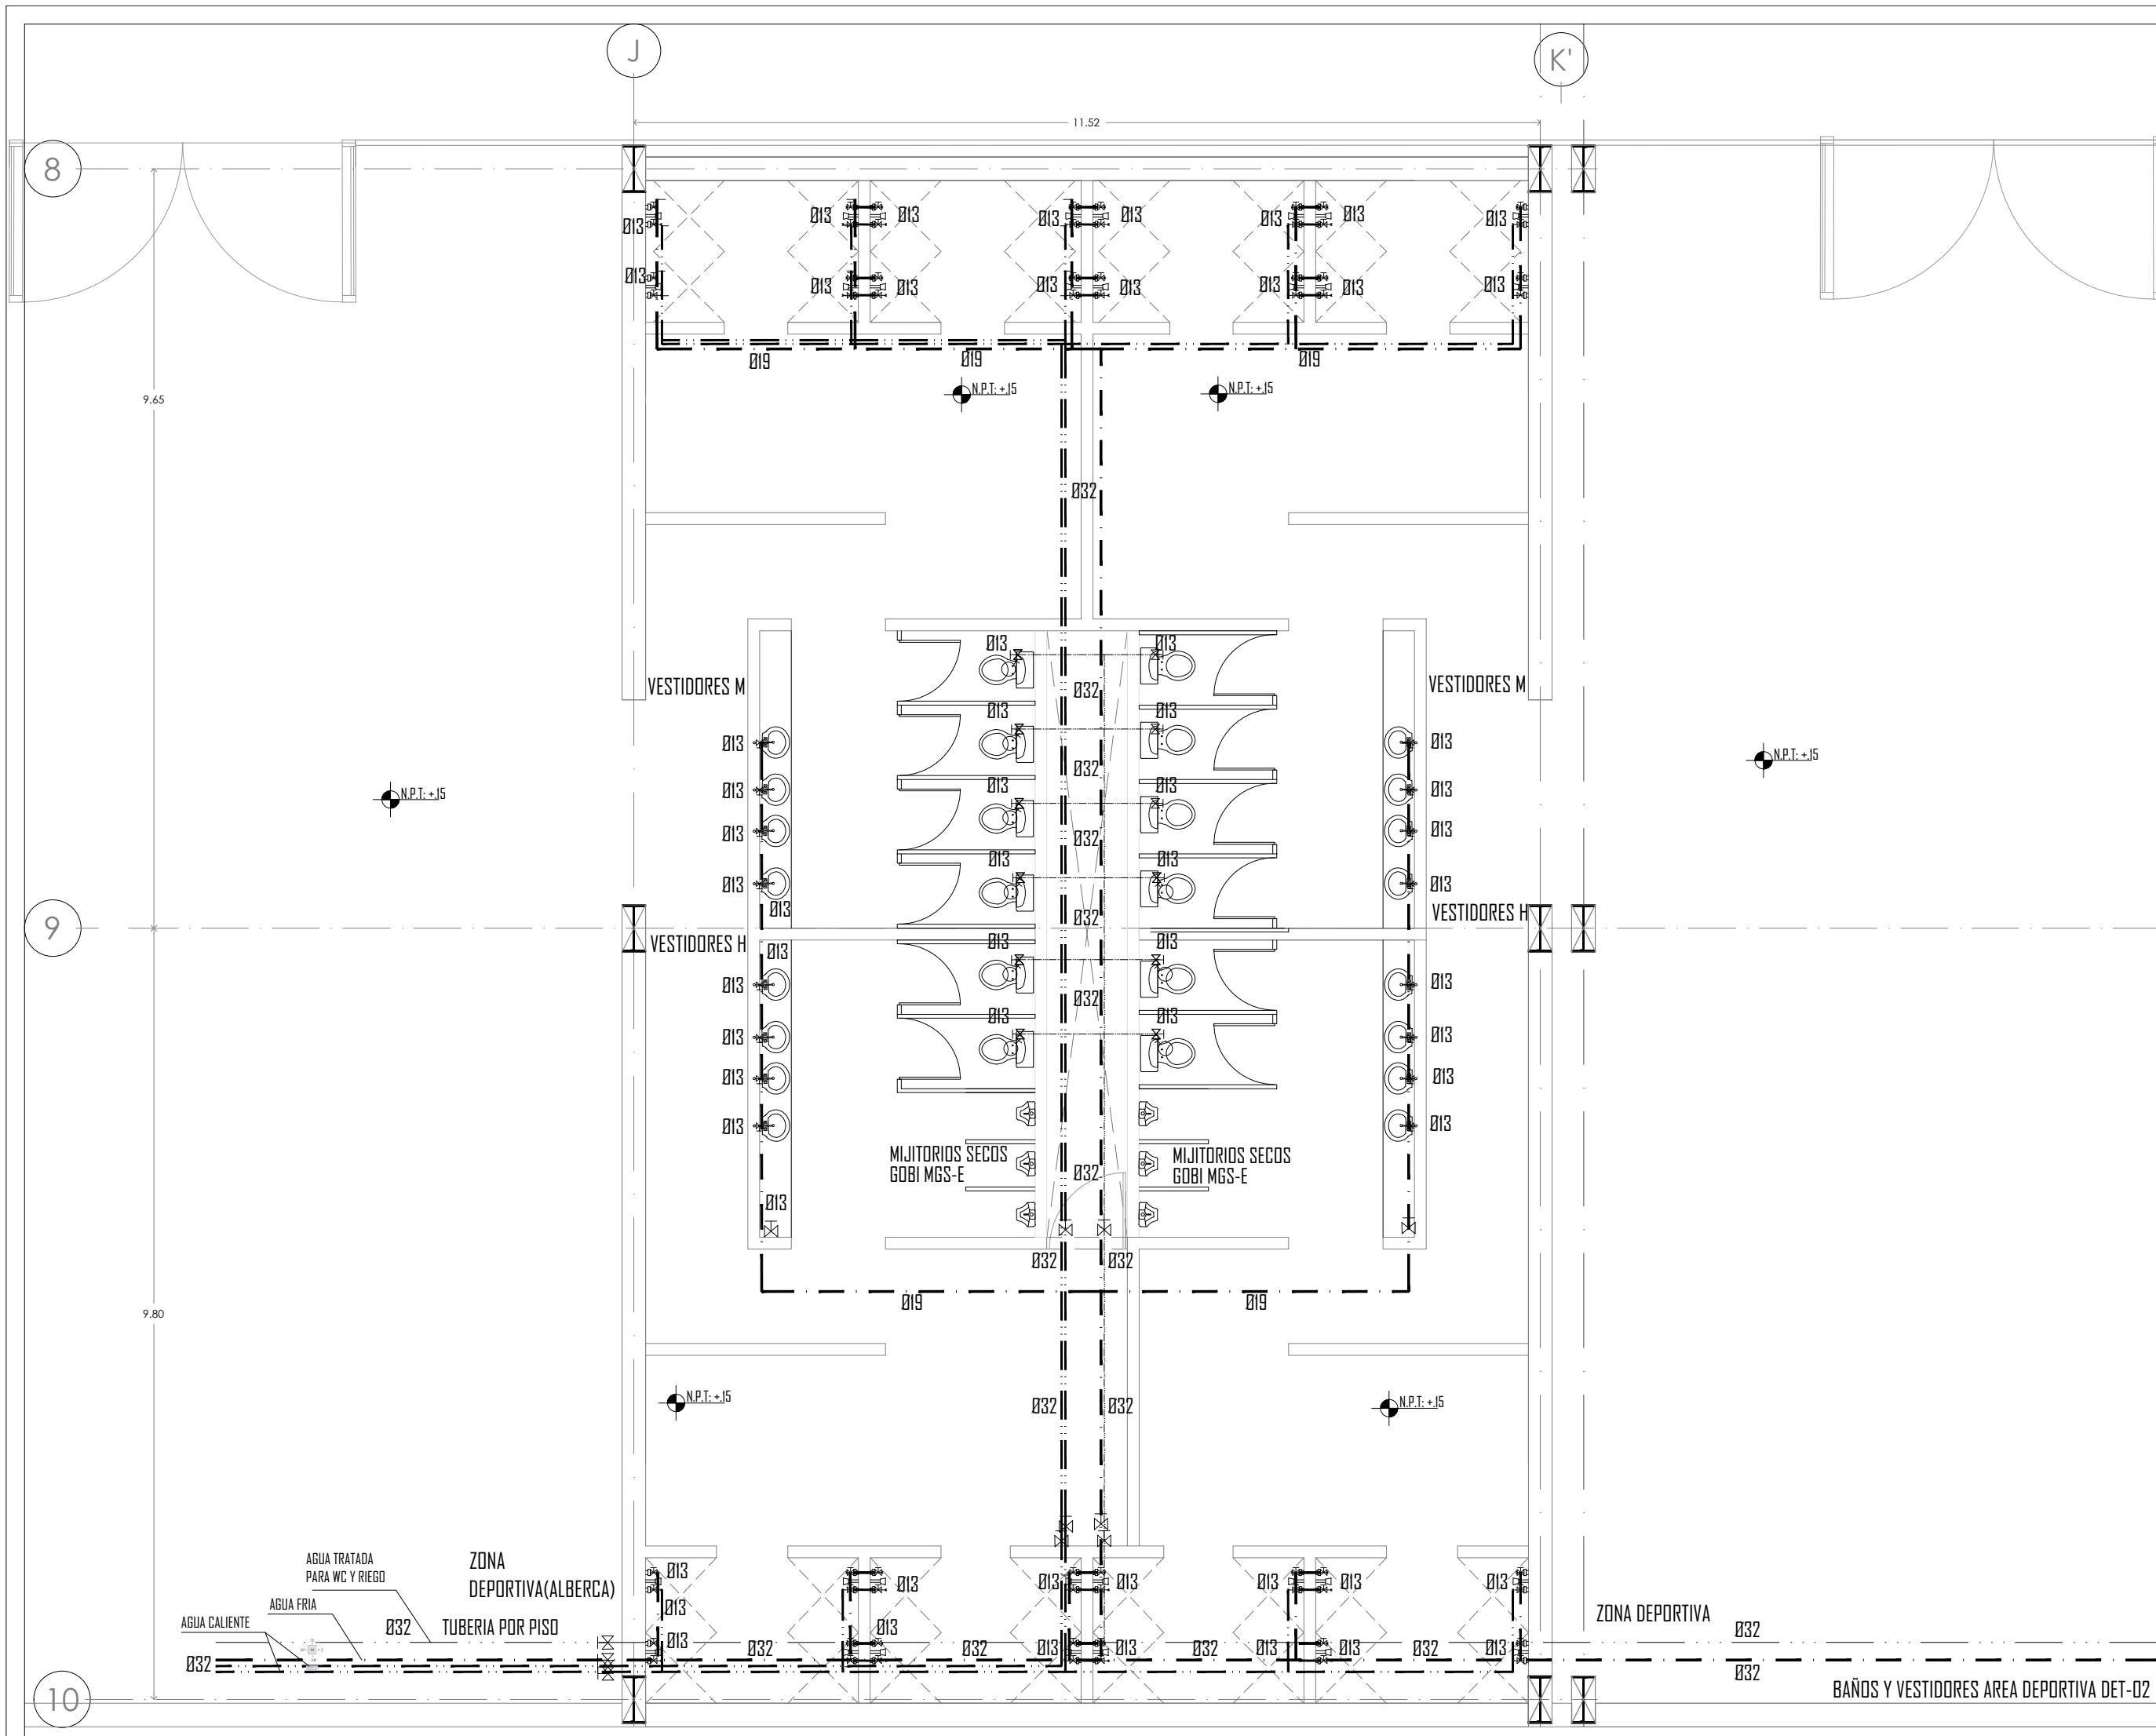 J
K'
11.52
8
Ø13 Ø13 Ø13 Ø13 Ø13 Ø13 Ø13 Ø13
Ø13 Ø13 Ø13 Ø13 Ø13 Ø13 Ø13 Ø13
Ø19 Ø19 Ø19
N.P.T: +.15 N.P.T: +.15
9.65
Ø32
Ø13 Ø13
VESTIDORES M Ø32 VESTIDORES M
Ø13 Ø13
Ø13 Ø13
Ø32
N.P.T: +.15
Ø13 Ø13 Ø13 Ø13
N.P.T: +.15
Ø13 Ø32 Ø13
Ø13 Ø13
Ø13 Ø13
Ø13 Ø32 VESTIDORES H
9
VESTIDORES H Ø13 Ø13 Ø13
Ø13 Ø32 Ø13
Ø13 Ø13
Ø13 Ø13
Ø13 Ø13
Ø13 Ø13
MIJITORIOS SECOS
GOBI MGS-E
Ø32
MIJITORIOS SECOS
GOBI MGS-E
Ø13
Ø32 Ø32
Ø19 Ø19
9.80
N.P.T: +.15 Ø32 Ø32 N.P.T: +.15
AGUA TRATADA
PARA WC Y RIEGO
ZONA
DEPORTIVA(ALBERCA)
Ø13 Ø13 Ø13 Ø13 Ø13 Ø13 Ø13
AGUA FRIA
Ø13
ZONA DEPORTIVA
AGUA CALIENTE Ø32 TUBERIA POR PISO Ø13 Ø32
Ø13 Ø32 Ø32 Ø13 Ø13 Ø32 Ø13 Ø13 Ø32 Ø13
Ø32 Ø32
BAÑOS Y VESTIDORES AREA DEPORTIVA DET-02
10